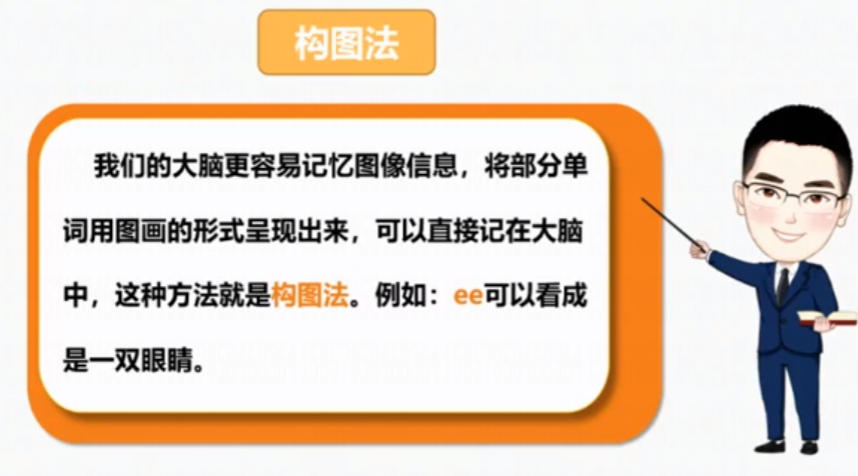 构图法
我们的大脑更容易记忆图像信息，将部分单
词用图画的形式呈现出来，可以直接记在大脑
中，这种方法就是构图法。例如：ee可以看成
是一双眼睛。